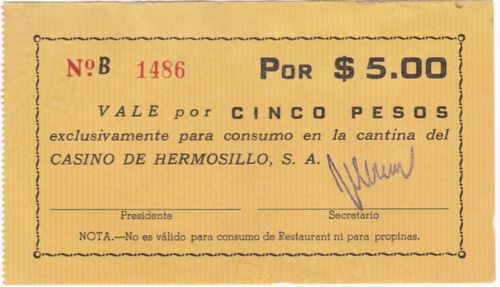 Nº B 1486 POR $ 5.00
VALE por CINCO PESOS
exclusivamente para consumo en la cantina del
CASINO DE HERMOSILLO, S. A.
Presidente Secretario
NOTA.—No es válido para consumo de Restaurant ni para propinas.